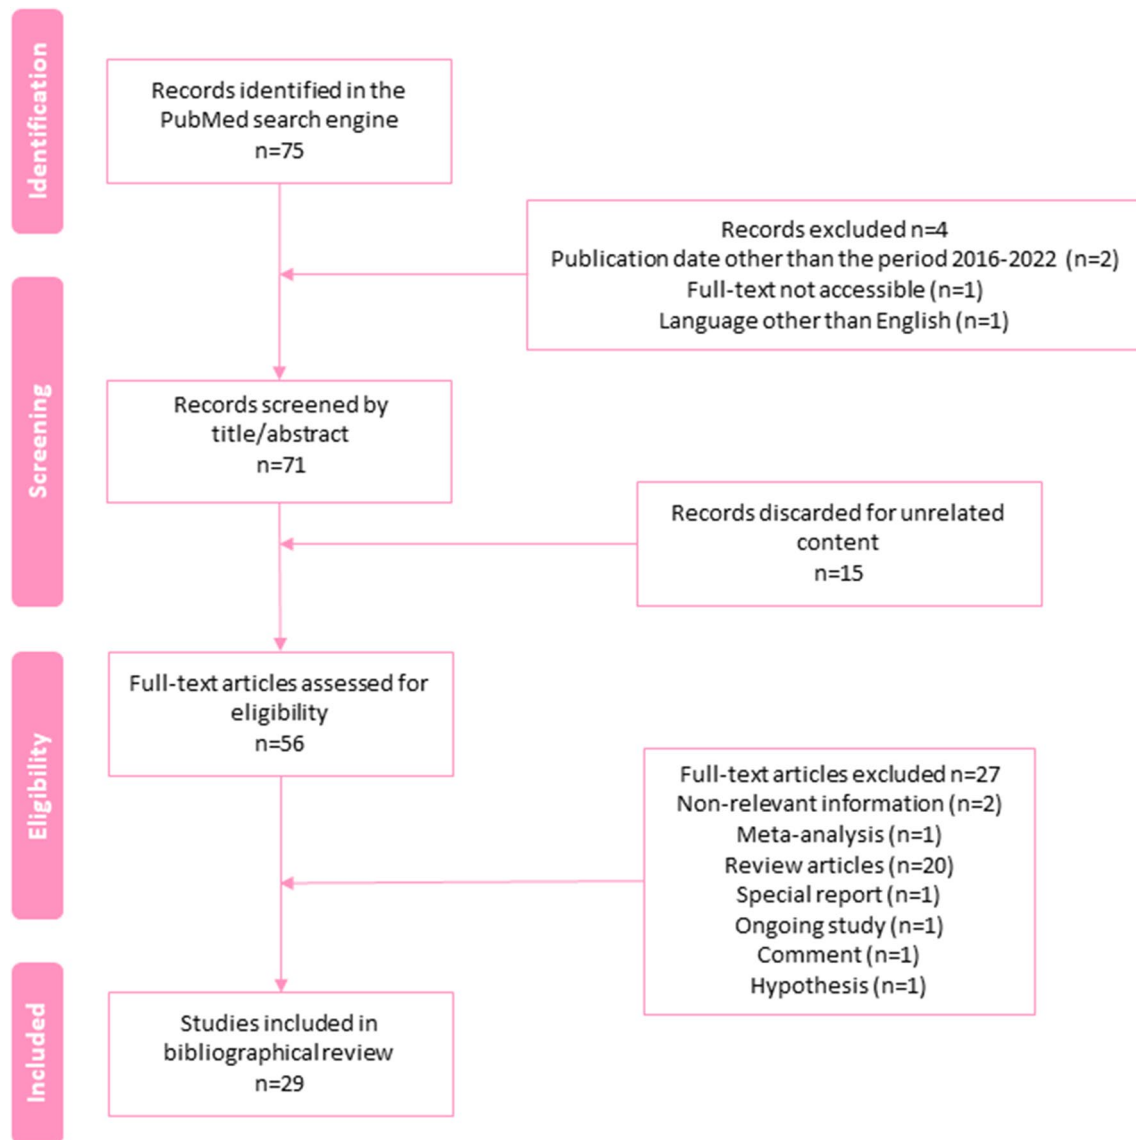 Identification
Records identified in the
PubMed search engine
n=75
Records excluded n=4
Publication date other than the period 2016-2022 (n=2)
Full-text not accessible (n=1)
Language other than English (n=1)
Screening
Records screened by
title/abstract
n=71
Records discarded for unrelated
content
n=15
Eligibility
Full-text articles assessed for
eligibility
n=56
Full-text articles excluded n=27
Non-relevant information (n=2)
Meta-analysis (n=1)
Review articles (n=20)
Special report (n=1)
Ongoing study (n=1)
Comment (n=1)
Hypothesis (n=1)
Included
Studies included in
bibliographical review
n=29